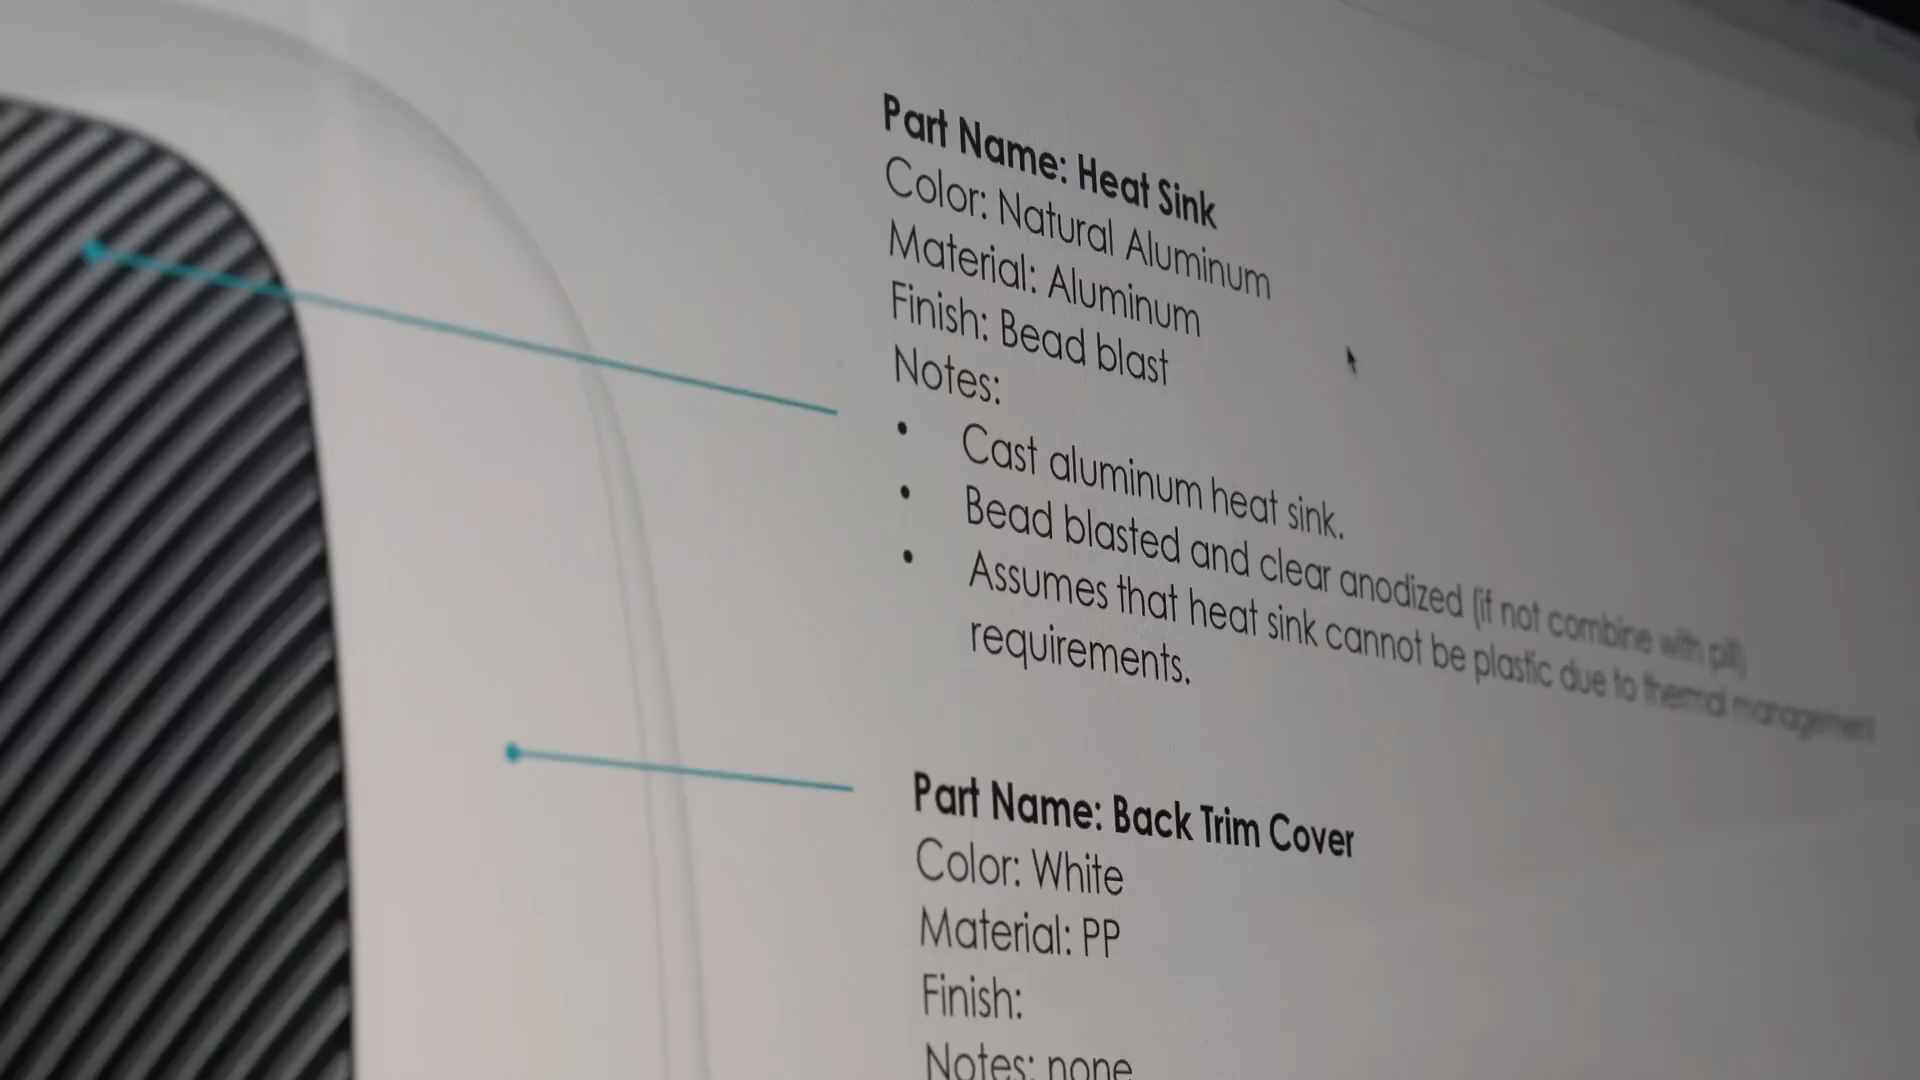 Part Name: Heat Sink
Color: Natural Aluminum
Material: Aluminum
Finish: Bead blast
Notes:
• Cast aluminum heat sink.
• Bead blasted and clear anodized (if not combine with pill)
• Assumes that heat sink cannot be plastic due to thermal management
requirements.
Part Name: Back Trim Cover
Color: White
Material: PP
Finish:
Notes: none